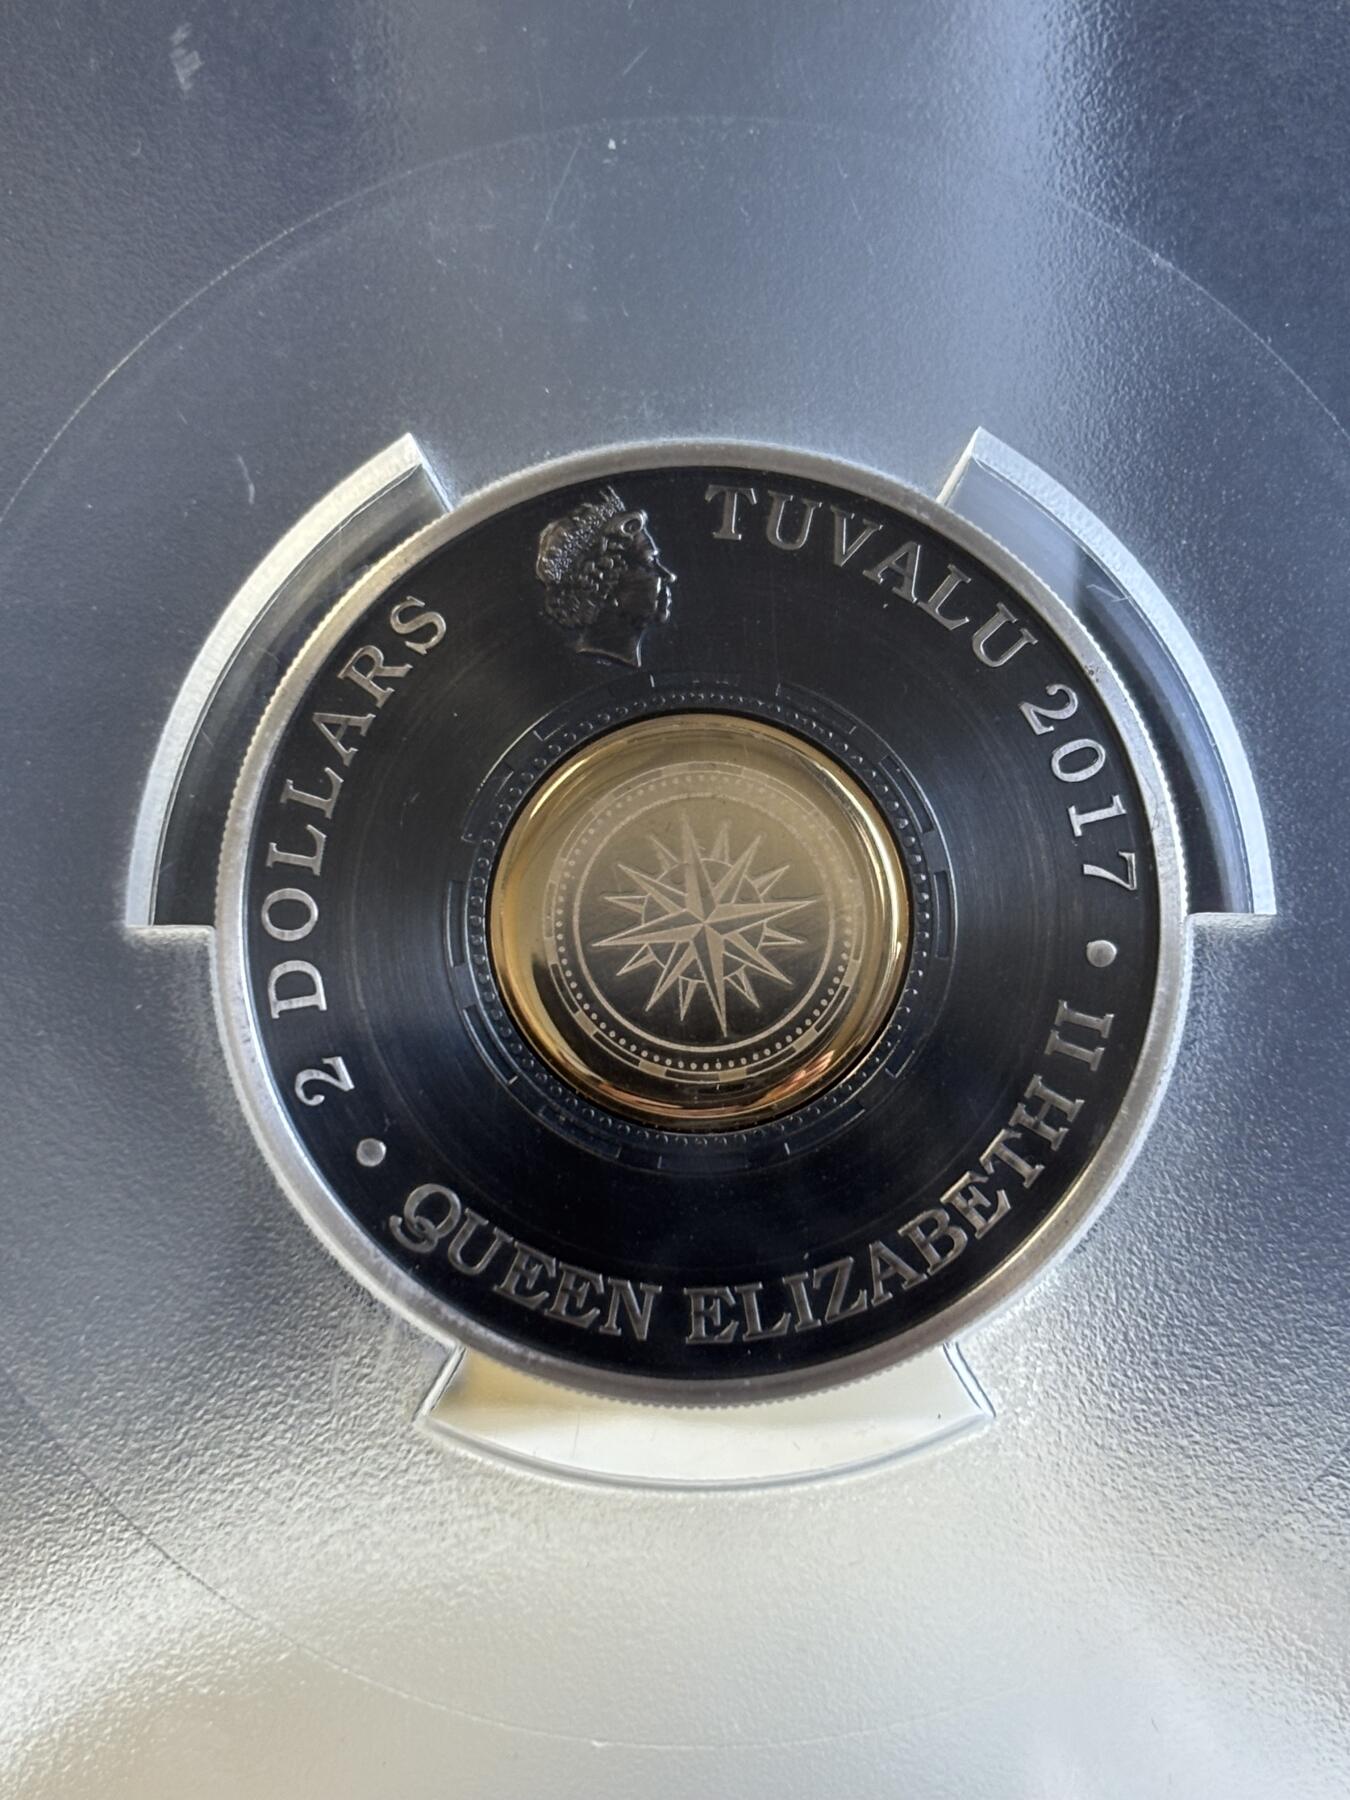 TUVALU 2017 • II
QUEEN ELIZABETH
• 2 DOLLARS